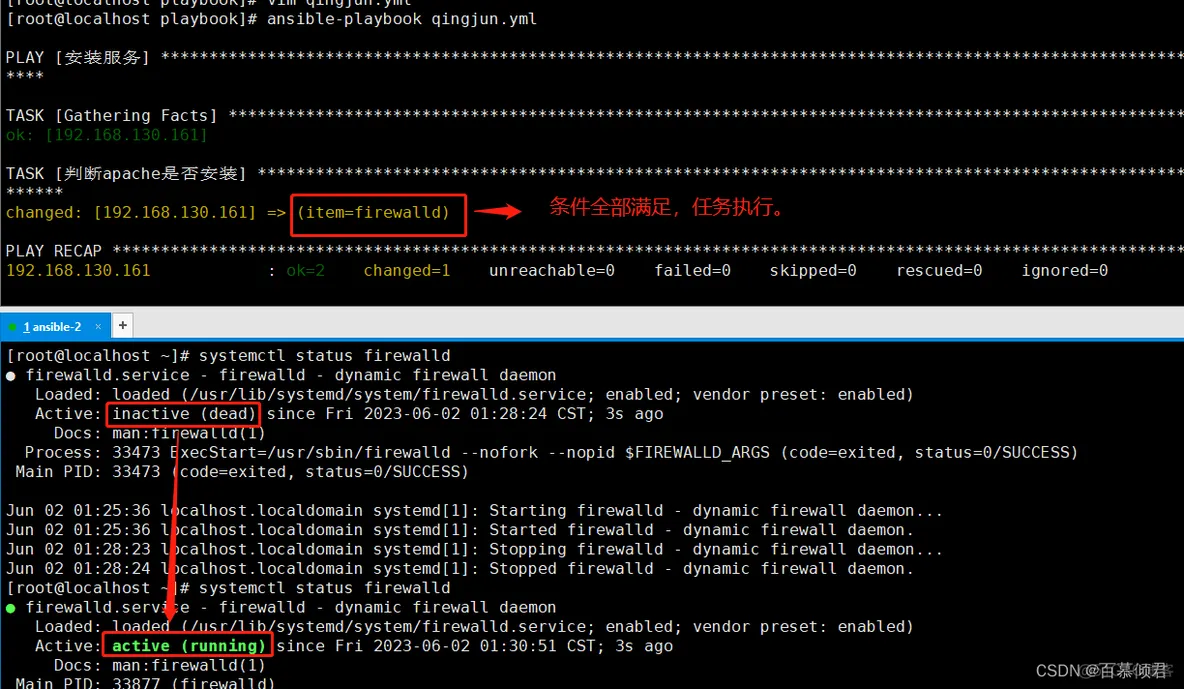 [root@localhost playbook]# vim qingjun.yml
[root@localhost playbook]# ansible-playbook qingjun.yml
PLAY [安装服务] **********************************************************************************************************
****
TASK [Gathering Facts] ***************************************************************************************************
ok: [192.168.130.161]
TASK [判断apache是否安装] ************************************************************************************************
******
changed: [192.168.130.161] => (item=firewalld)
条件全部满足，任务执行。
PLAY RECAP ***************************************************************************************************************
192.168.130.161 : ok=2 changed=1 unreachable=0 failed=0 skipped=0 rescued=0 ignored=0
1 ansible-2 × +
[root@localhost ~]# systemctl status firewalld
● firewalld.service - firewalld - dynamic firewall daemon
Loaded: loaded (/usr/lib/systemd/system/firewalld.service; enabled; vendor preset: enabled)
Active: inactive (dead) since Fri 2023-06-02 01:28:24 CST; 3s ago
Docs: man:firewalld(1)
Process: 33473 ExecStart=/usr/sbin/firewalld --nofork --nopid $FIREWALLD_ARGS (code=exited, status=0/SUCCESS)
Main PID: 33473 (code=exited, status=0/SUCCESS)
Jun 02 01:25:36 localhost.localdomain systemd[1]: Starting firewalld - dynamic firewall daemon...
Jun 02 01:25:36 localhost.localdomain systemd[1]: Started firewalld - dynamic firewall daemon.
Jun 02 01:28:23 localhost.localdomain systemd[1]: Stopping firewalld - dynamic firewall daemon...
Jun 02 01:28:24 localhost.localdomain systemd[1]: Stopped firewalld - dynamic firewall daemon.
[root@localhost ~]# systemctl status firewalld
● firewalld.service - firewalld - dynamic firewall daemon
Loaded: loaded (/usr/lib/systemd/system/firewalld.service; enabled; vendor preset: enabled)
Active: active (running) since Fri 2023-06-02 01:30:51 CST; 3s ago
Docs: man:firewalld(1)
Main PID: 33877 (firewalld)
CSDN @百慕倾君